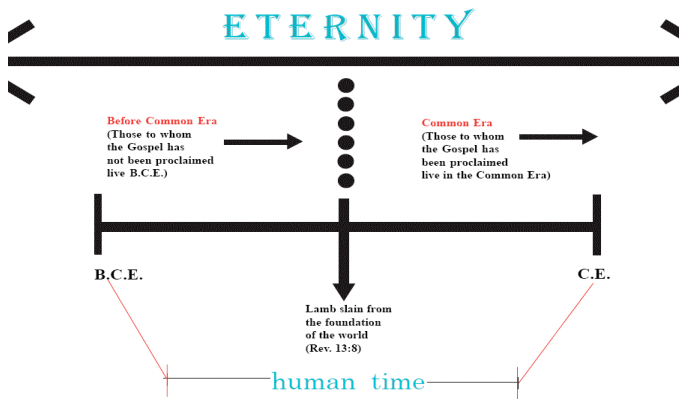 ETERNITY
Before Common Era
(Those to whom
the Gospel has
not been proclaimed
live B.C.E.)
Common Era
(Those to whom
the Gospel has
been proclaimed
live in the Common Era)
B.C.E.
C.E.
Lamb slain from
the foundation
of the world
(Rev. 13:8)
human time